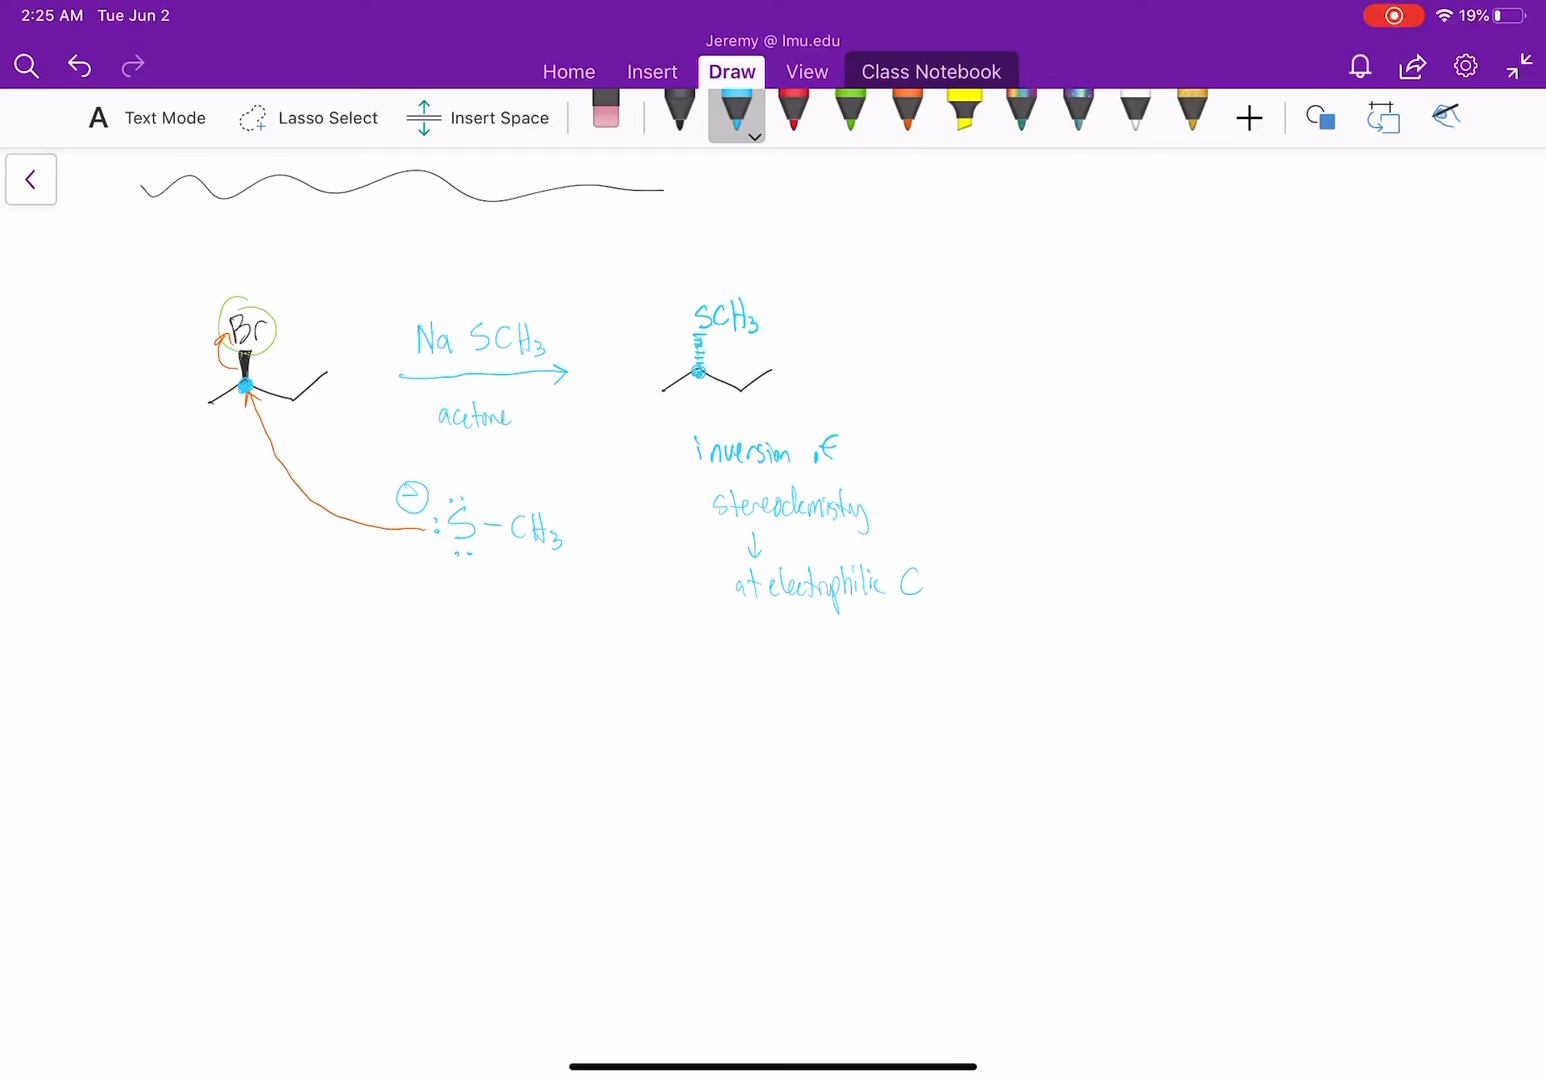 2:25 AM Tue Jun 2
19%
Jeremy @ lmu.edu
Home Insert Draw View Class Notebook
A Text Mode Lasso Select Insert Space
Br
Na SCH3
acetone
SCH3
inversion of
stereochemistry
↓
at electrophilic C
:S-CH3